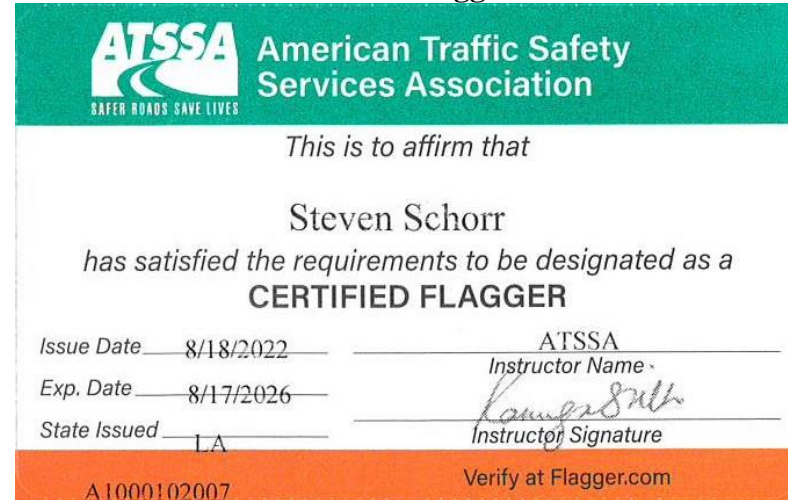 ATSSA
SAFER ROADS SAVE LIVES
American Traffic Safety
Services Association
This is to affirm that
Steven Schorr
has satisfied the requirements to be designated as a
CERTIFIED FLAGGER
Issue Date 8/18/2022
ATSSA
Instructor Name
Exp. Date 8/17/2026
State Issued LA
Instructor Signature
A1000102007
Verify at Flagger.com